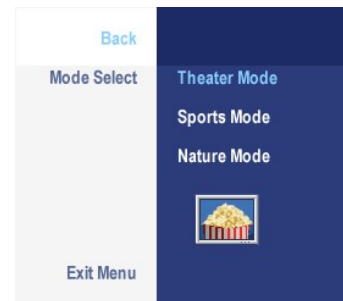 Back
Mode Select
Theater Mode
Sports Mode
Nature Mode
Exit Menu